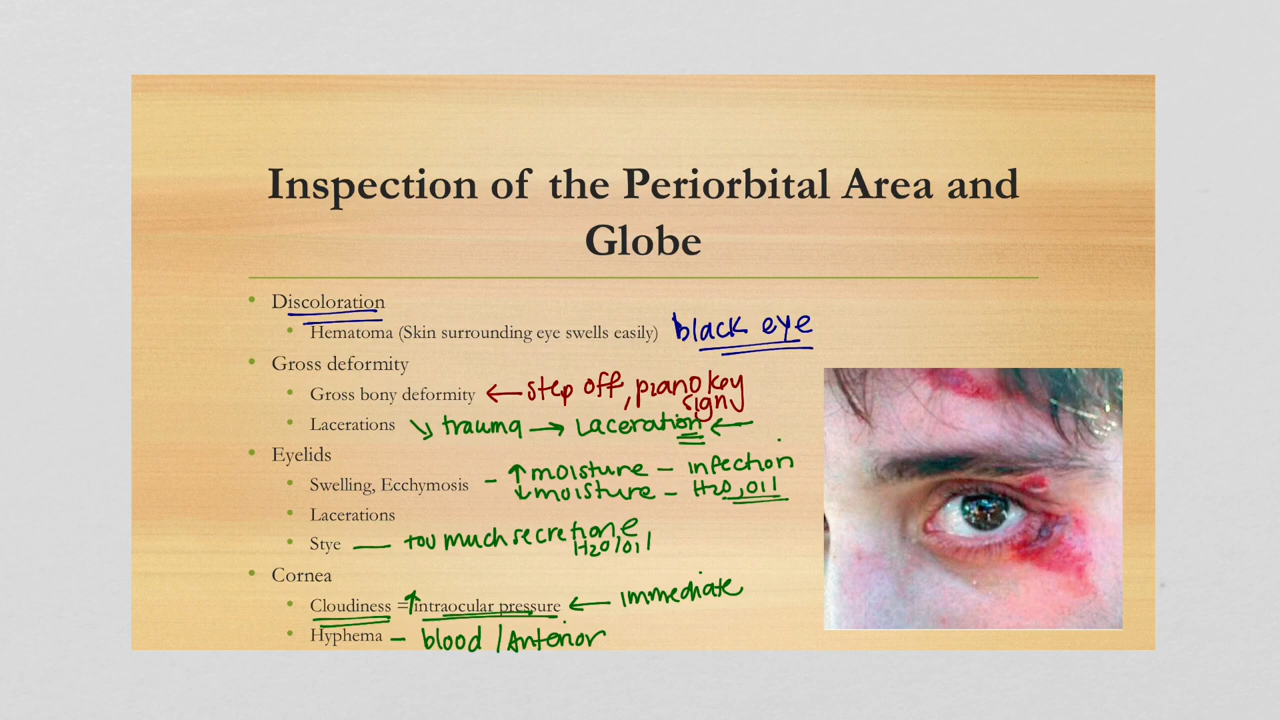 Inspection of the Periorbital Area and
Globe
• Discoloration
• Hematoma (Skin surrounding eye swells easily) black eye
• Gross deformity
• Gross bony deformity ← step off, piano key
sign
• Lacerations ↘ trauma → Laceration ←
• Eyelids
• Swelling, Ecchymosis - ↑ moisture - infection
↓ moisture - H2O, oil
• Lacerations
• Stye — too much secretion e
H2O/oil
• Cornea
• Cloudiness = ↑ intraocular pressure ← immediate
• Hyphema - blood / Anterior